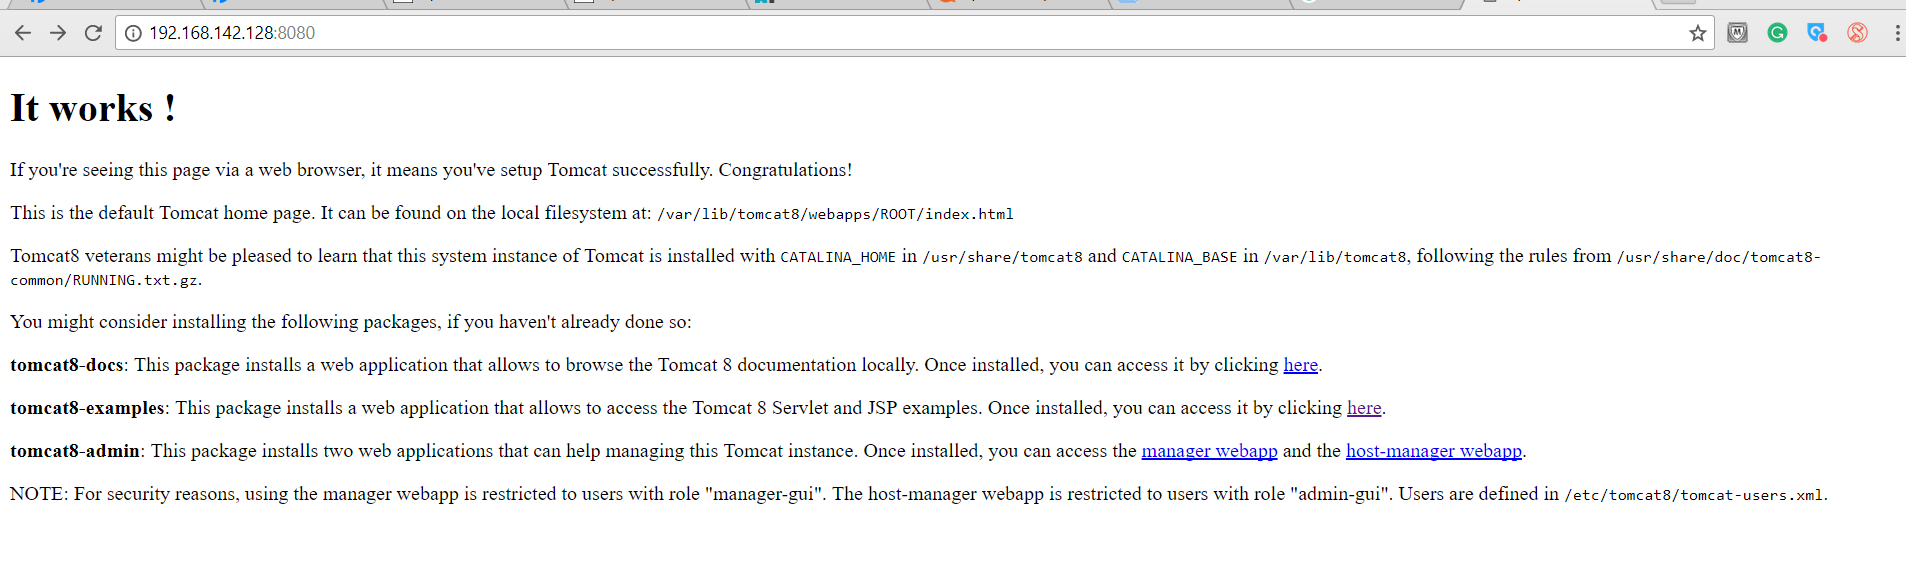 192.168.142.128:8080
It works !
If you're seeing this page via a web browser, it means you've setup Tomcat successfully. Congratulations!
This is the default Tomcat home page. It can be found on the local filesystem at: /var/lib/tomcat8/webapps/ROOT/index.html
Tomcat8 veterans might be pleased to learn that this system instance of Tomcat is installed with CATALINA_HOME in /usr/share/tomcat8 and CATALINA_BASE in /var/lib/tomcat8, following the rules from /usr/share/doc/tomcat8-
common/RUNNING.txt.gz.
You might consider installing the following packages, if you haven't already done so:
tomcat8-docs: This package installs a web application that allows to browse the Tomcat 8 documentation locally. Once installed, you can access it by clicking here.
tomcat8-examples: This package installs a web application that allows to access the Tomcat 8 Servlet and JSP examples. Once installed, you can access it by clicking here.
tomcat8-admin: This package installs two web applications that can help managing this Tomcat instance. Once installed, you can access the manager webapp and the host-manager webapp.
NOTE: For security reasons, using the manager webapp is restricted to users with role "manager-gui". The host-manager webapp is restricted to users with role "admin-gui". Users are defined in /etc/tomcat8/tomcat-users.xml.